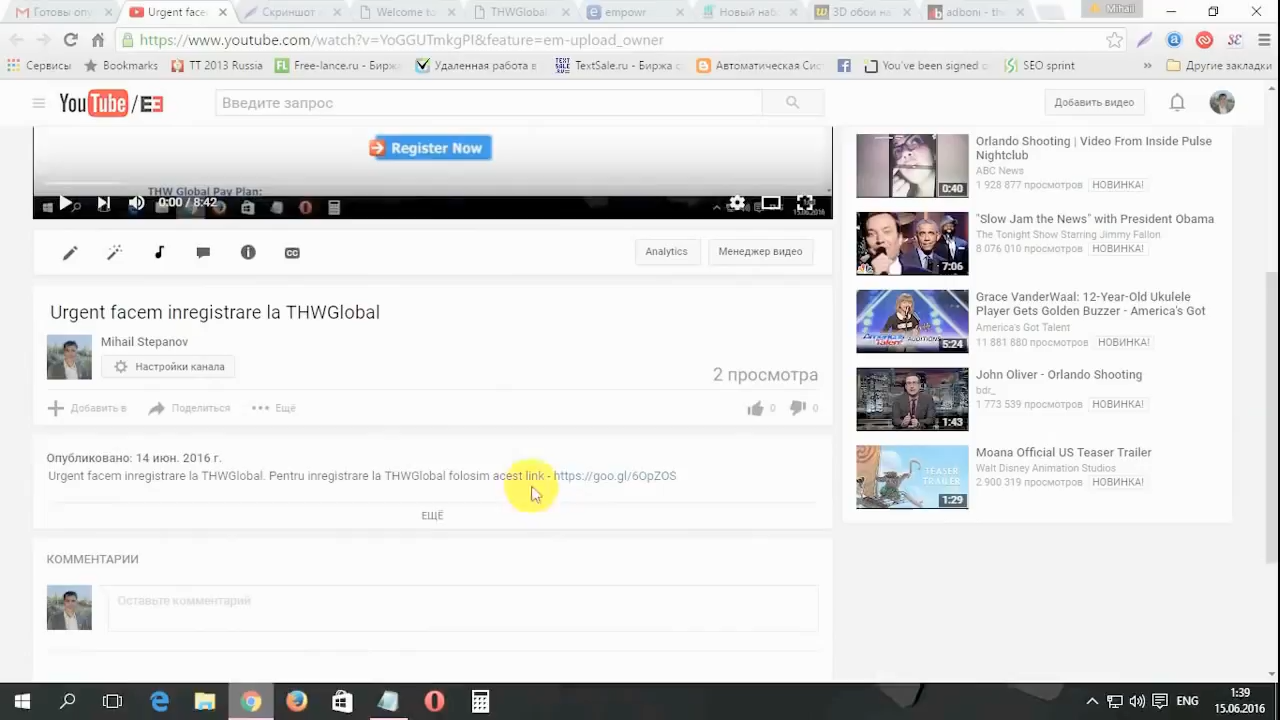 Готовы опу
Urgent face
Скриншот
Welcome to
THWGlobal
empowr
Новый наб
3D обои на
adboni - the
Mihail
https://www.youtube.com/watch?v=YoGGUTmkgPI&feature=em-upload_owner
Сервисы Bookmarks TT 2013 Russia Free-lance.ru - Бирж Удаленная работа в TextSale.ru - Биржа с Автоматическая Сис You've been signed SEO sprint » Другие закладки
YouTube
Введите запрос
Добавить видео
Register Now
THW Global Pay Plan:
0:00 / 8:42
15.06.2016
Analytics
Менеджер видео
Urgent facem inregistrare la THWGlobal
Mihail Stepanov
Настройки канала
2 просмотра
Добавить в Поделиться Ещё
0 0
Опубликовано: 14 июн. 2016 г.
Urgent facem inregistrare la THWGlobal. Pentru inregistrare la THWGlobal folosim acest link - https://goo.gl/6OpZOS
ЕЩЁ
КОММЕНТАРИИ
Оставьте комментарий
Orlando Shooting | Video From Inside Pulse
Nightclub
ABC News
1 928 877 просмотров НОВИНКА!
0:40
"Slow Jam the News" with President Obama
The Tonight Show Starring Jimmy Fallon
8 076 010 просмотров НОВИНКА!
7:06
Grace VanderWaal: 12-Year-Old Ukulele
Player Gets Golden Buzzer - America's Got
America's Got Talent
11 881 880 просмотров НОВИНКА!
5:24
John Oliver - Orlando Shooting
bdr_
1 773 539 просмотров НОВИНКА!
1:43
Moana Official US Teaser Trailer
Walt Disney Animation Studios
2 900 319 просмотров НОВИНКА!
TEASER
TRAILER
1:29
ENG
1:39
15.06.2016